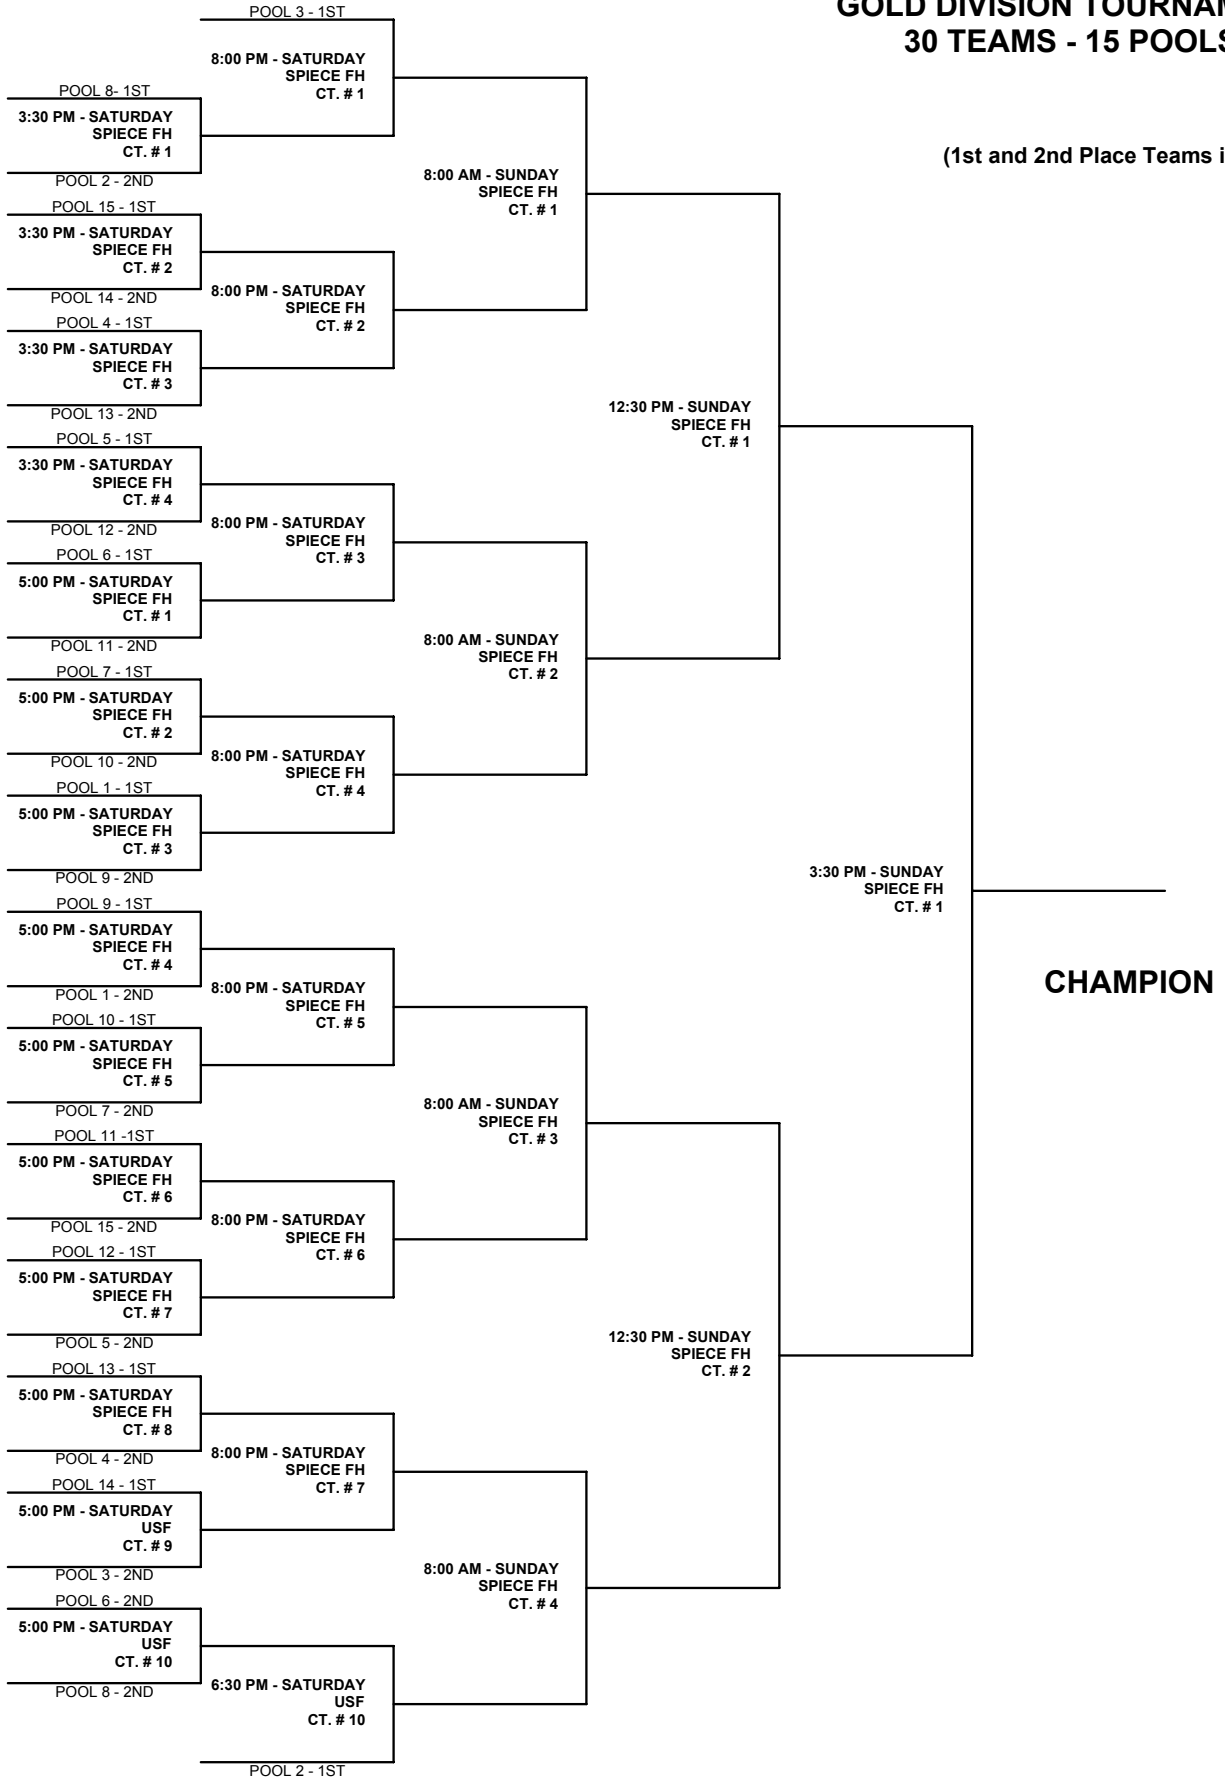 GOLD DIVISION TOURNAM
30 TEAMS - 15 POOLS
(1st and 2nd Place Teams i
POOL 3 - 1ST
8:00 PM - SATURDAY
SPIECE FH
CT. # 1
POOL 8- 1ST
3:30 PM - SATURDAY
SPIECE FH
CT. # 1
POOL 2 - 2ND
8:00 AM - SUNDAY
SPIECE FH
CT. # 1
POOL 15 - 1ST
3:30 PM - SATURDAY
SPIECE FH
CT. # 2
POOL 14 - 2ND
8:00 PM - SATURDAY
SPIECE FH
CT. # 2
POOL 4 - 1ST
3:30 PM - SATURDAY
SPIECE FH
CT. # 3
POOL 13 - 2ND
12:30 PM - SUNDAY
SPIECE FH
CT. # 1
POOL 5 - 1ST
3:30 PM - SATURDAY
SPIECE FH
CT. # 4
POOL 12 - 2ND
8:00 PM - SATURDAY
SPIECE FH
CT. # 3
POOL 6 - 1ST
5:00 PM - SATURDAY
SPIECE FH
CT. # 1
POOL 11 - 2ND
8:00 AM - SUNDAY
SPIECE FH
CT. # 2
POOL 7 - 1ST
5:00 PM - SATURDAY
SPIECE FH
CT. # 2
POOL 10 - 2ND
8:00 PM - SATURDAY
SPIECE FH
CT. # 4
POOL 1 - 1ST
5:00 PM - SATURDAY
SPIECE FH
CT. # 3
POOL 9 - 2ND
3:30 PM - SUNDAY
SPIECE FH
CT. # 1
CHAMPION
POOL 9 - 1ST
5:00 PM - SATURDAY
SPIECE FH
CT. # 4
POOL 1 - 2ND
8:00 PM - SATURDAY
SPIECE FH
CT. # 5
POOL 10 - 1ST
5:00 PM - SATURDAY
SPIECE FH
CT. # 5
POOL 7 - 2ND
8:00 AM - SUNDAY
SPIECE FH
CT. # 3
POOL 11 -1ST
5:00 PM - SATURDAY
SPIECE FH
CT. # 6
POOL 15 - 2ND
8:00 PM - SATURDAY
SPIECE FH
CT. # 6
POOL 12 - 1ST
5:00 PM - SATURDAY
SPIECE FH
CT. # 7
POOL 5 - 2ND
12:30 PM - SUNDAY
SPIECE FH
CT. # 2
POOL 13 - 1ST
5:00 PM - SATURDAY
SPIECE FH
CT. # 8
POOL 4 - 2ND
8:00 PM - SATURDAY
SPIECE FH
CT. # 7
POOL 14 - 1ST
5:00 PM - SATURDAY
USF
CT. # 9
POOL 3 - 2ND
8:00 AM - SUNDAY
SPIECE FH
CT. # 4
POOL 6 - 2ND
5:00 PM - SATURDAY
USF
CT. # 10
POOL 8 - 2ND
6:30 PM - SATURDAY
USF
CT. # 10
POOL 2 - 1ST